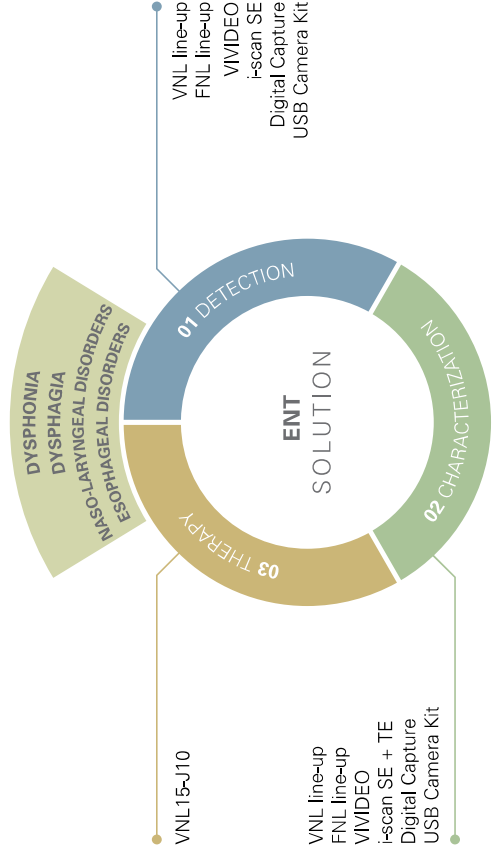 DYSPHONIA
DYSPHAGIA
NASO-LARYNGEAL DISORDERS
ESOPHAGEAL DISORDERS
01 DETECTION
VNL line-up
FNL line-up
VIVIDEO
i-scan SE
Digital Capture
USB Camera Kit
ENT
SOLUTION
02 CHARACTERIZATION
VNL line-up
FNL line-up
VIVIDEO
i-scan SE + TE
Digital Capture
USB Camera Kit
03 THERAPY
VNL15-J10